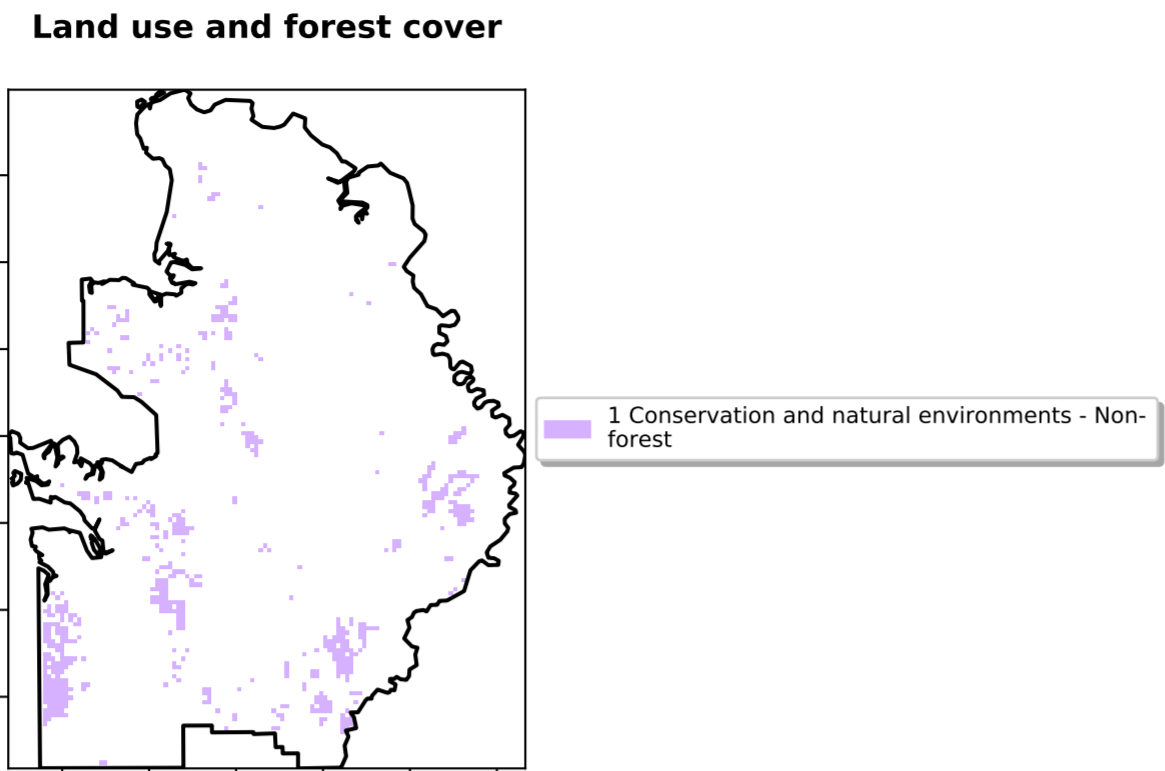 Land use and forest cover
1 Conservation and natural environments - Non-
forest